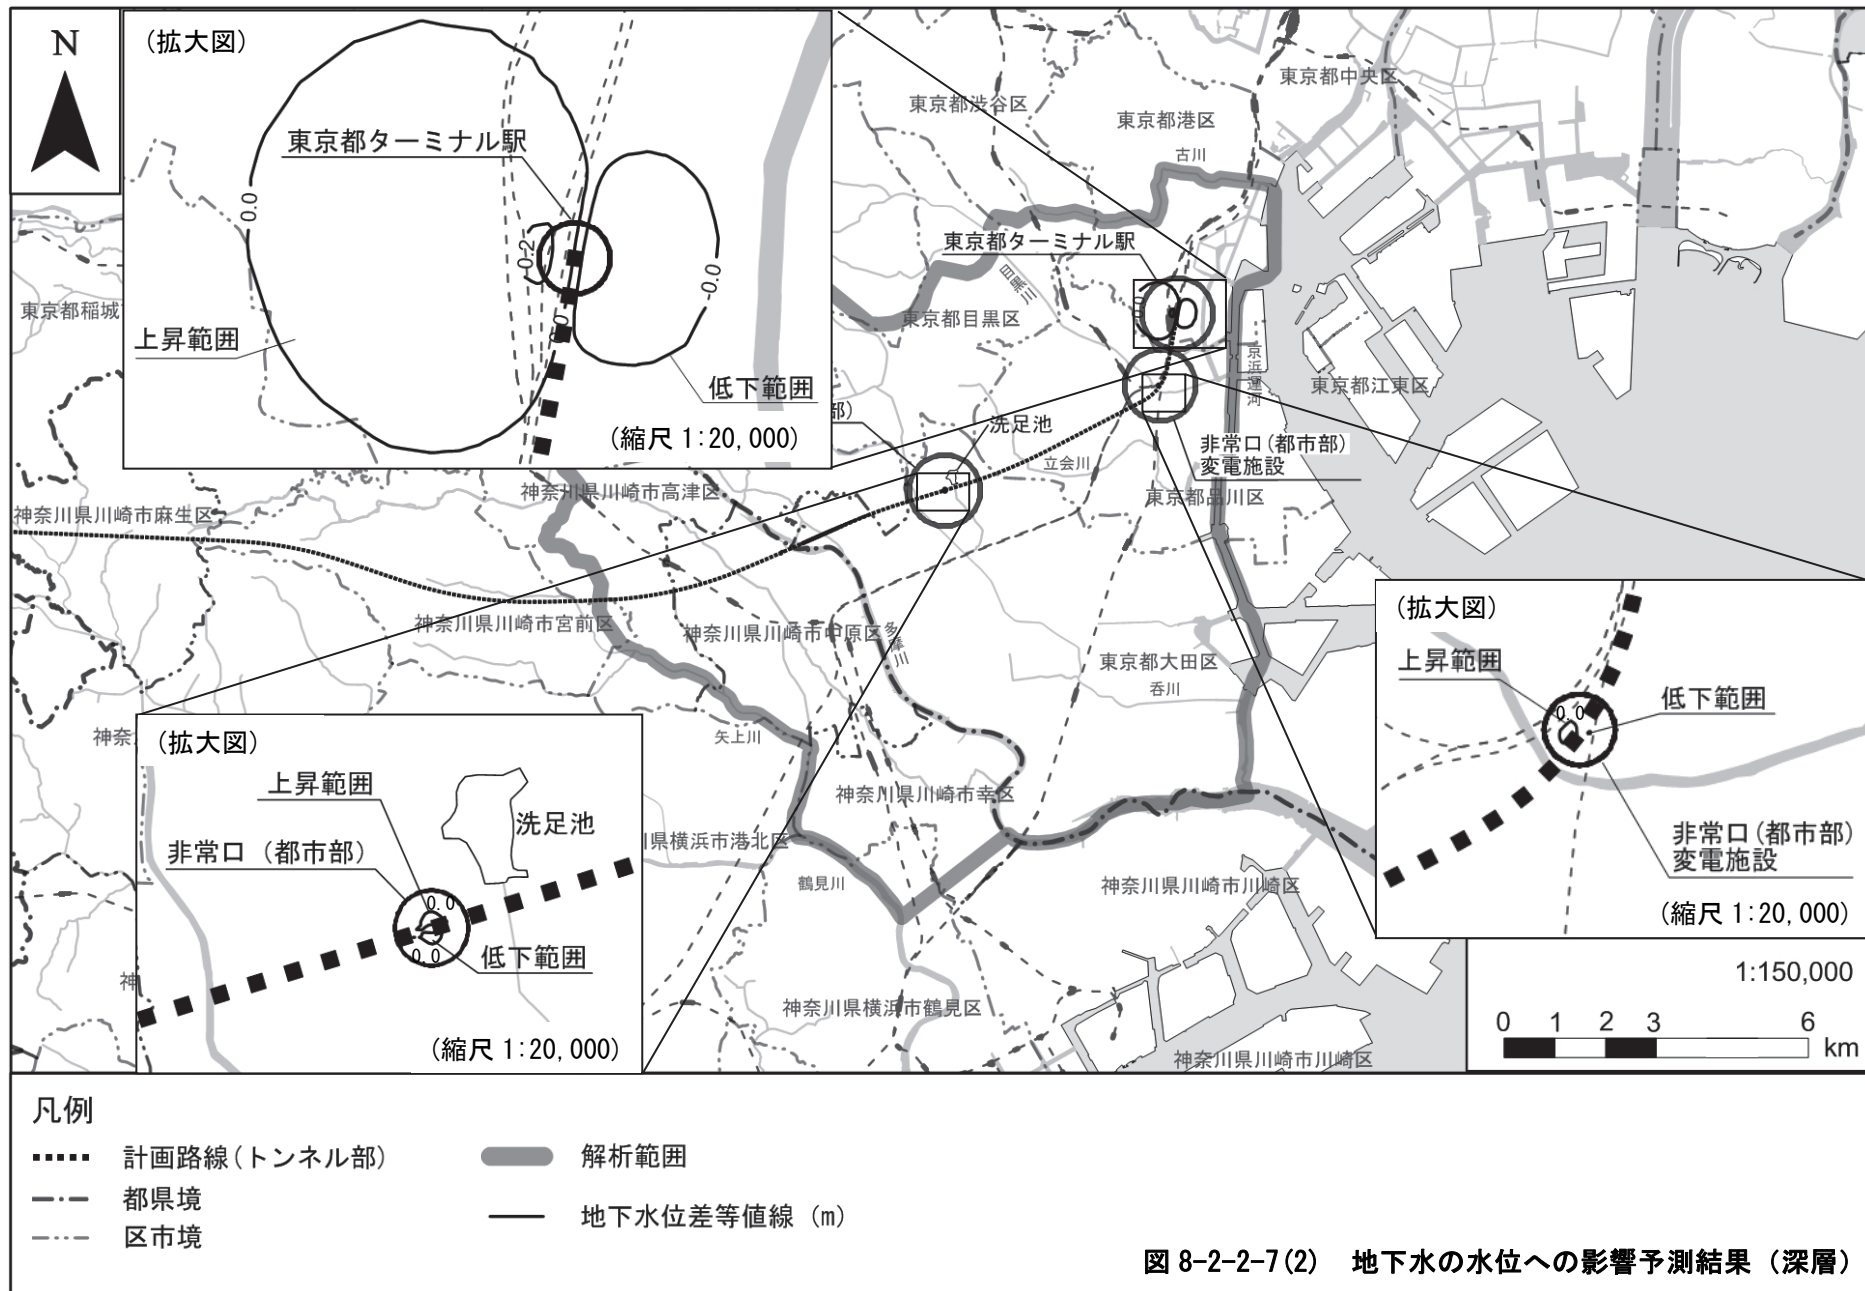 N
(拡大図)
東京都ターミナル駅
0.0
-0.0
上昇範囲
低下範囲
(縮尺 1:20,000)
東京都中央区
東京都渋谷区
東京都港区
古川
東京都ターミナル駅
目黒川
東京都目黒区
0.0
東京都稲城
京浜運河
東京都江東区
部)
洗足池
立会川
非常口(都市部)
変電施設
東京都品川区
神奈川県川崎市高津区
神奈川県川崎市麻生区
神奈川県川崎市宮前区
神奈川県川崎市中原区
多摩川
東京都大田区
呑川
神奈
矢上川
神奈川県川崎市幸区
川県横浜市港北区
鶴見川
神奈川県川崎市川崎区
神
神奈川県横浜市鶴見区
神奈川県川崎市川崎区
(拡大図)
上昇範囲
洗足池
非常口 (都市部)
0.0
0.0
低下範囲
(縮尺 1:20,000)
(拡大図)
上昇範囲
低下範囲
0.0
非常口(都市部)
変電施設
(縮尺 1:20,000)
1:150,000
0 1 2 3 6
km
凡例
計画路線(トンネル部)
都県境
区市境
解析範囲
地下水位差等値線 (m)
図 8-2-2-7(2) 地下水の水位への影響予測結果 (深層)